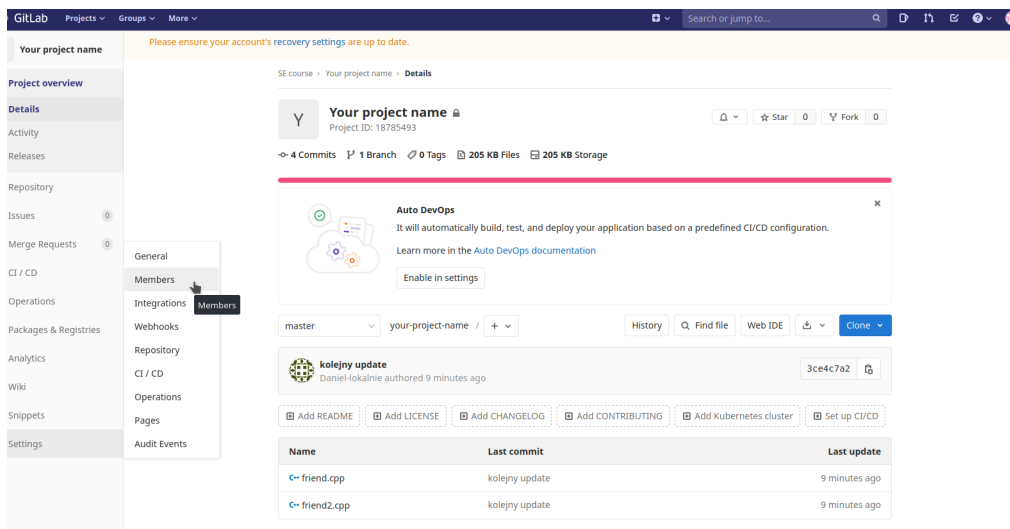 GitLab Projects Groups More Search or jump to...
Your project name
Please ensure your account's recovery settings are up to date.
Project overview
Details
Activity
Releases
Repository
Issues 0
Merge Requests 0
CI / CD
Operations
Packages & Registries
Analytics
Wiki
Snippets
Settings
General
Members
Members
Integrations
Webhooks
Repository
CI / CD
Operations
Pages
Audit Events
SE course › Your project name › Details
Y
Your project name
Project ID: 18785493
Star 0 Fork 0
4 Commits 1 Branch 0 Tags 205 KB Files 205 KB Storage
Auto DevOps
It will automatically build, test, and deploy your application based on a predefined CI/CD configuration.
Learn more in the Auto DevOps documentation
Enable in settings
master your-project-name / + History Find file Web IDE Clone
kolejny update
Daniel-lokalnie authored 9 minutes ago
3ce4c7a2
Add README Add LICENSE Add CHANGELOG Add CONTRIBUTING Add Kubernetes cluster Set up CI/CD
Name Last commit Last update
C++ friend.cpp kolejny update 9 minutes ago
C++ friend2.cpp kolejny update 9 minutes ago